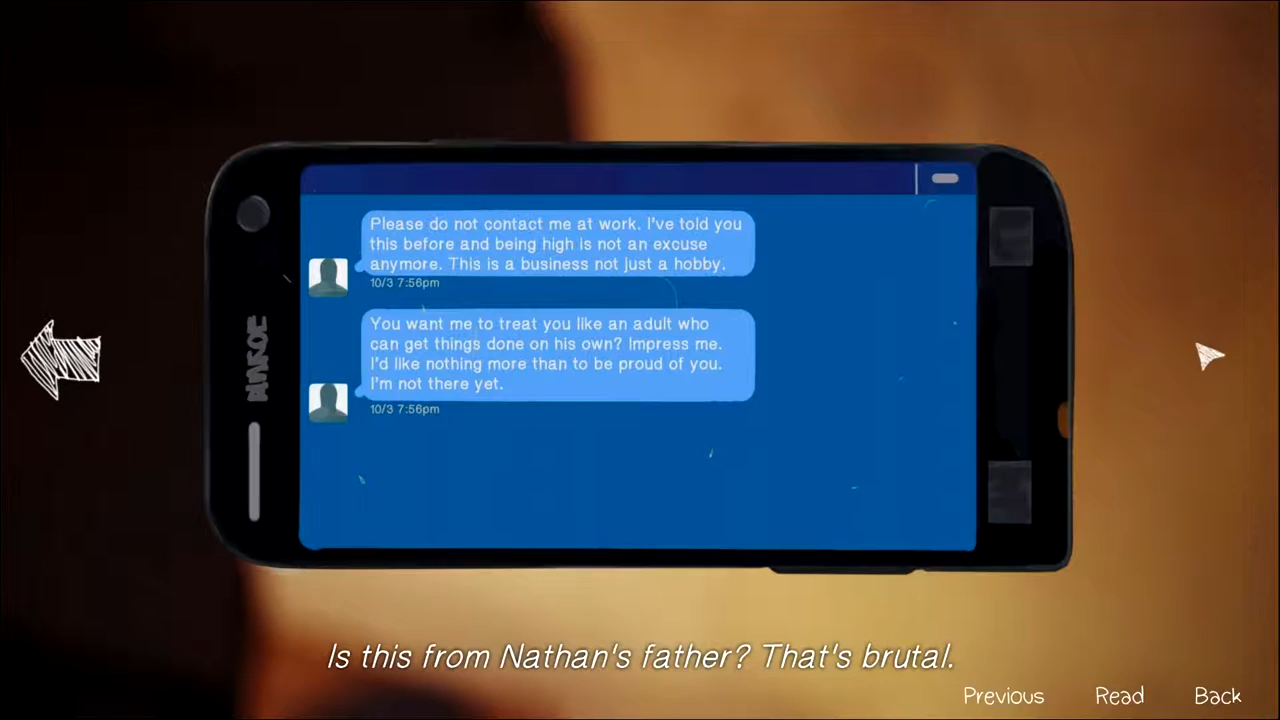 Please do not contact me at work. I've told you
this before and being high is not an excuse
anymore. This is a business not just a hobby.
10/3 7:56pm
You want me to treat you like an adult who
can get things done on his own? Impress me.
I'd like nothing more than to be proud of you.
I'm not there yet.
10/3 7:56pm
Is this from Nathan's father? That's brutal.
Previous Read Back